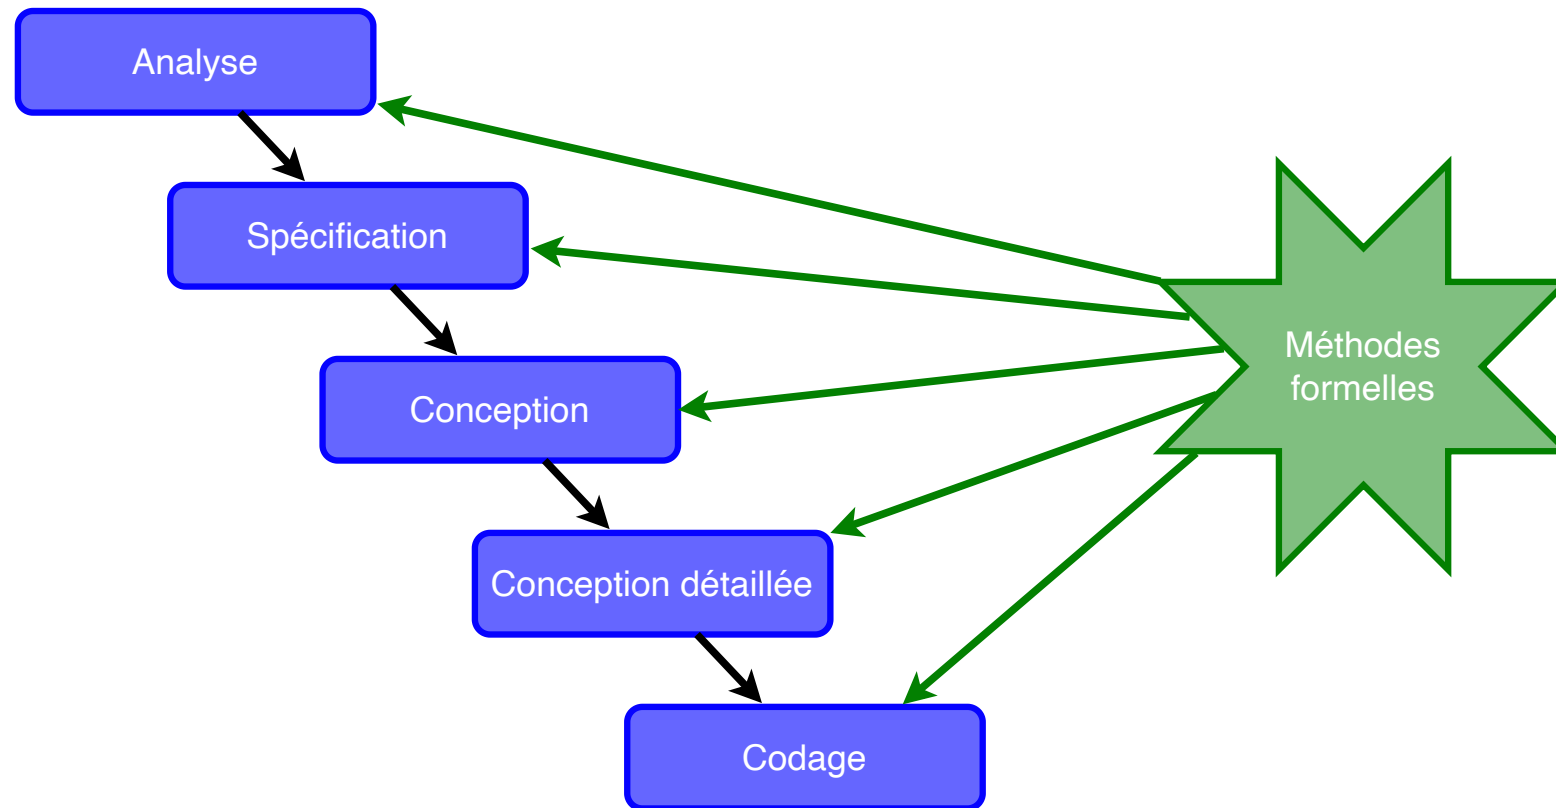 Analyse
Spécification
Méthodes
formelles
Conception
Conception détaillée
Codage